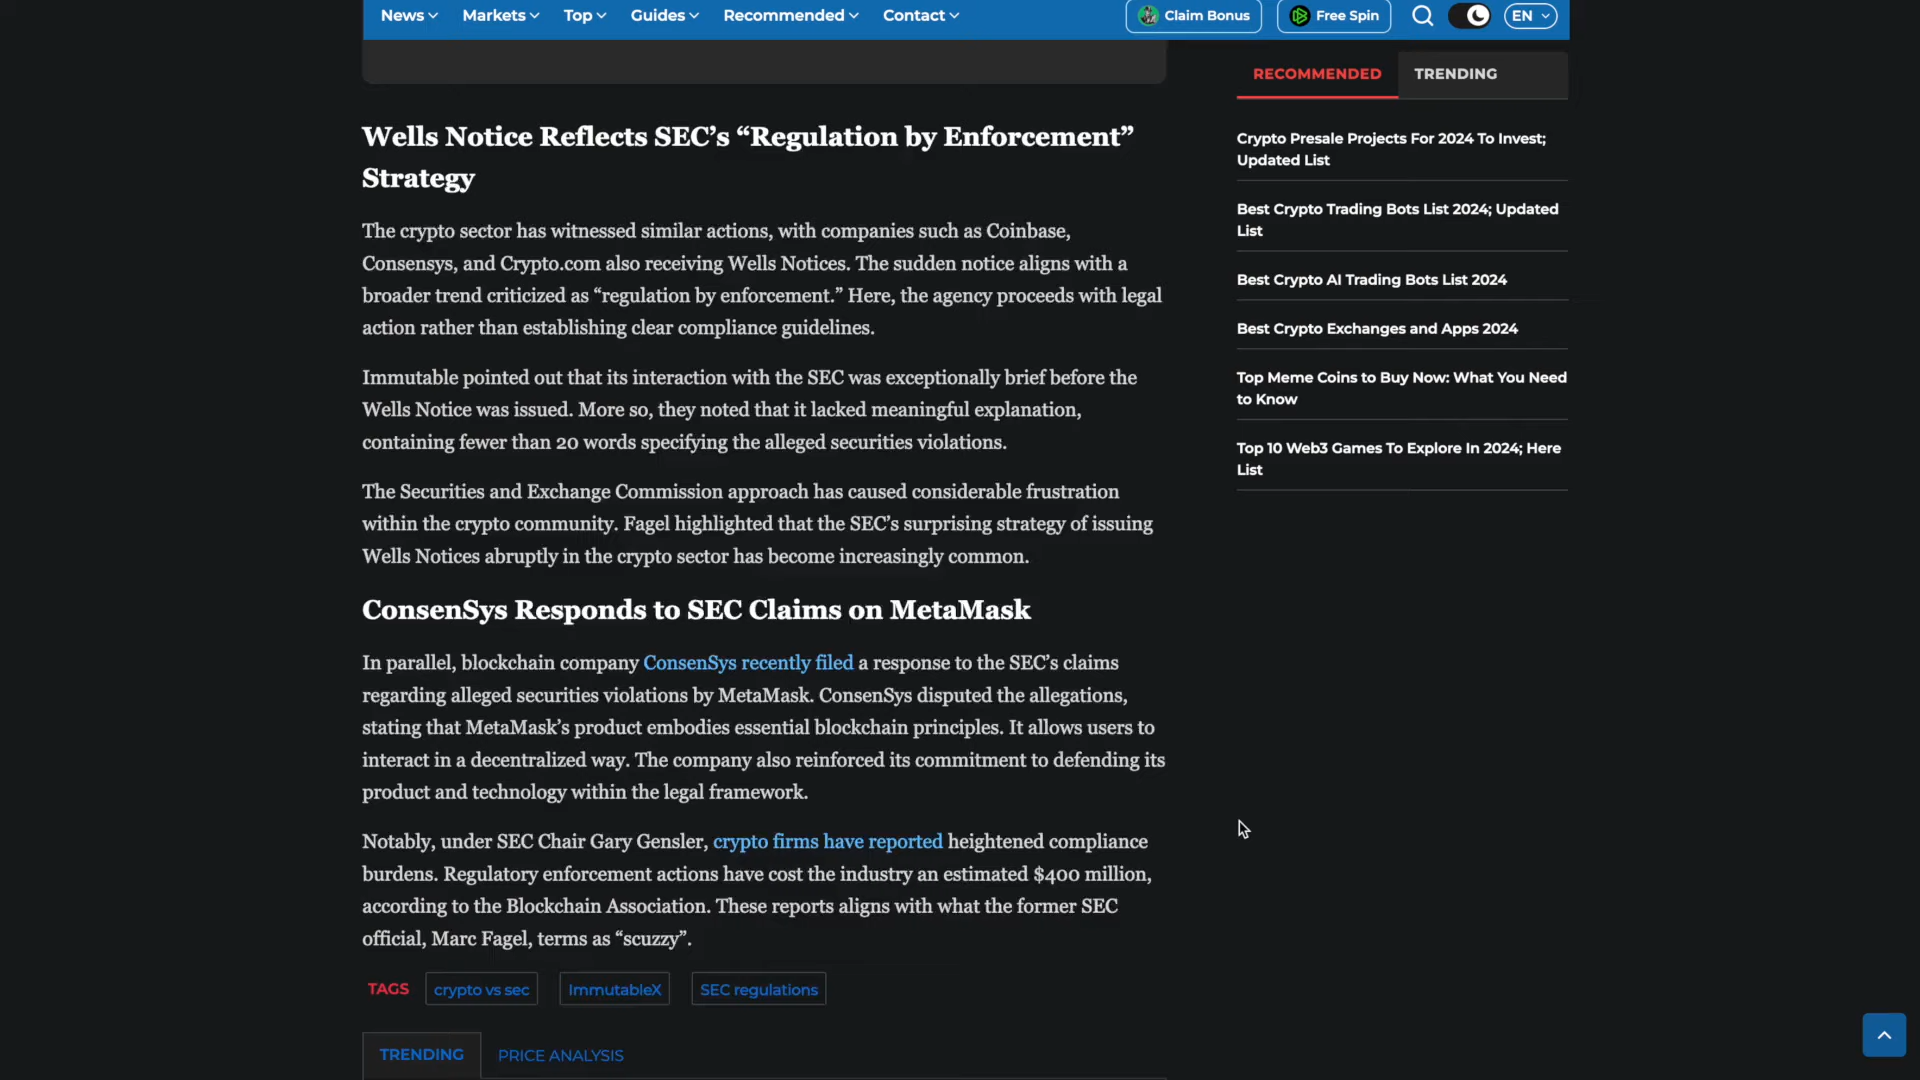 News Markets Top Guides Recommended Contact Claim Bonus Free Spin EN
RECOMMENDED TRENDING
Wells Notice Reflects SEC’s “Regulation by Enforcement”
Strategy
The crypto sector has witnessed similar actions, with companies such as Coinbase,
Consensys, and Crypto.com also receiving Wells Notices. The sudden notice aligns with a
broader trend criticized as “regulation by enforcement.” Here, the agency proceeds with legal
action rather than establishing clear compliance guidelines.
Immutable pointed out that its interaction with the SEC was exceptionally brief before the
Wells Notice was issued. More so, they noted that it lacked meaningful explanation,
containing fewer than 20 words specifying the alleged securities violations.
The Securities and Exchange Commission approach has caused considerable frustration
within the crypto community. Fagel highlighted that the SEC’s surprising strategy of issuing
Wells Notices abruptly in the crypto sector has become increasingly common.
ConsenSys Responds to SEC Claims on MetaMask
In parallel, blockchain company ConsenSys recently filed a response to the SEC’s claims
regarding alleged securities violations by MetaMask. ConsenSys disputed the allegations,
stating that MetaMask’s product embodies essential blockchain principles. It allows users to
interact in a decentralized way. The company also reinforced its commitment to defending its
product and technology within the legal framework.
Notably, under SEC Chair Gary Gensler, crypto firms have reported heightened compliance
burdens. Regulatory enforcement actions have cost the industry an estimated $400 million,
according to the Blockchain Association. These reports aligns with what the former SEC
official, Marc Fagel, terms as “scuzzy”.
TAGS crypto vs sec ImmutableX SEC regulations
TRENDING PRICE ANALYSIS
Crypto Presale Projects For 2024 To Invest;
Updated List
Best Crypto Trading Bots List 2024; Updated
List
Best Crypto AI Trading Bots List 2024
Best Crypto Exchanges and Apps 2024
Top Meme Coins to Buy Now: What You Need
to Know
Top 10 Web3 Games To Explore In 2024; Here
List